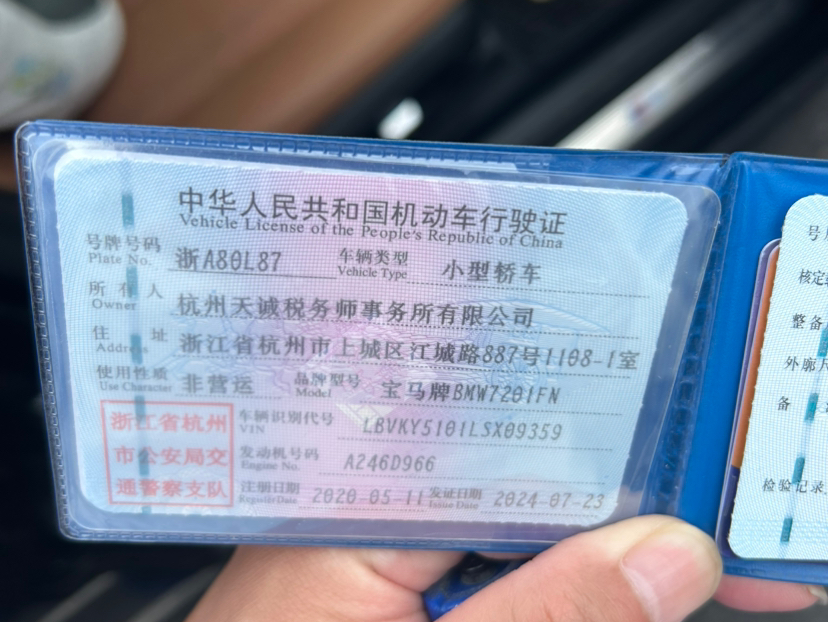 中华人民共和国机动车行驶证
Vehicle License of the People's Republic of China
号牌号码 浙A80L87 车辆类型 小型轿车
Plate No. Vehicle Type
所有人 杭州天诚税务师事务所有限公司
Owner
住址 浙江省杭州市上城区江城路887号1108-1室
Address
使用性质 非营运 品牌型号 宝马牌BMW7201FN
Use Character Model
浙江省杭州
市公安局交
通警察支队
车辆识别代号 LBVKY5101LSX09359
VIN
发动机号码 A246D966
Engine No.
注册日期 2020-05-11 发证日期 2024-07-23
Register Date Issue Date
号
核定
整备
外廓
备
检验记录